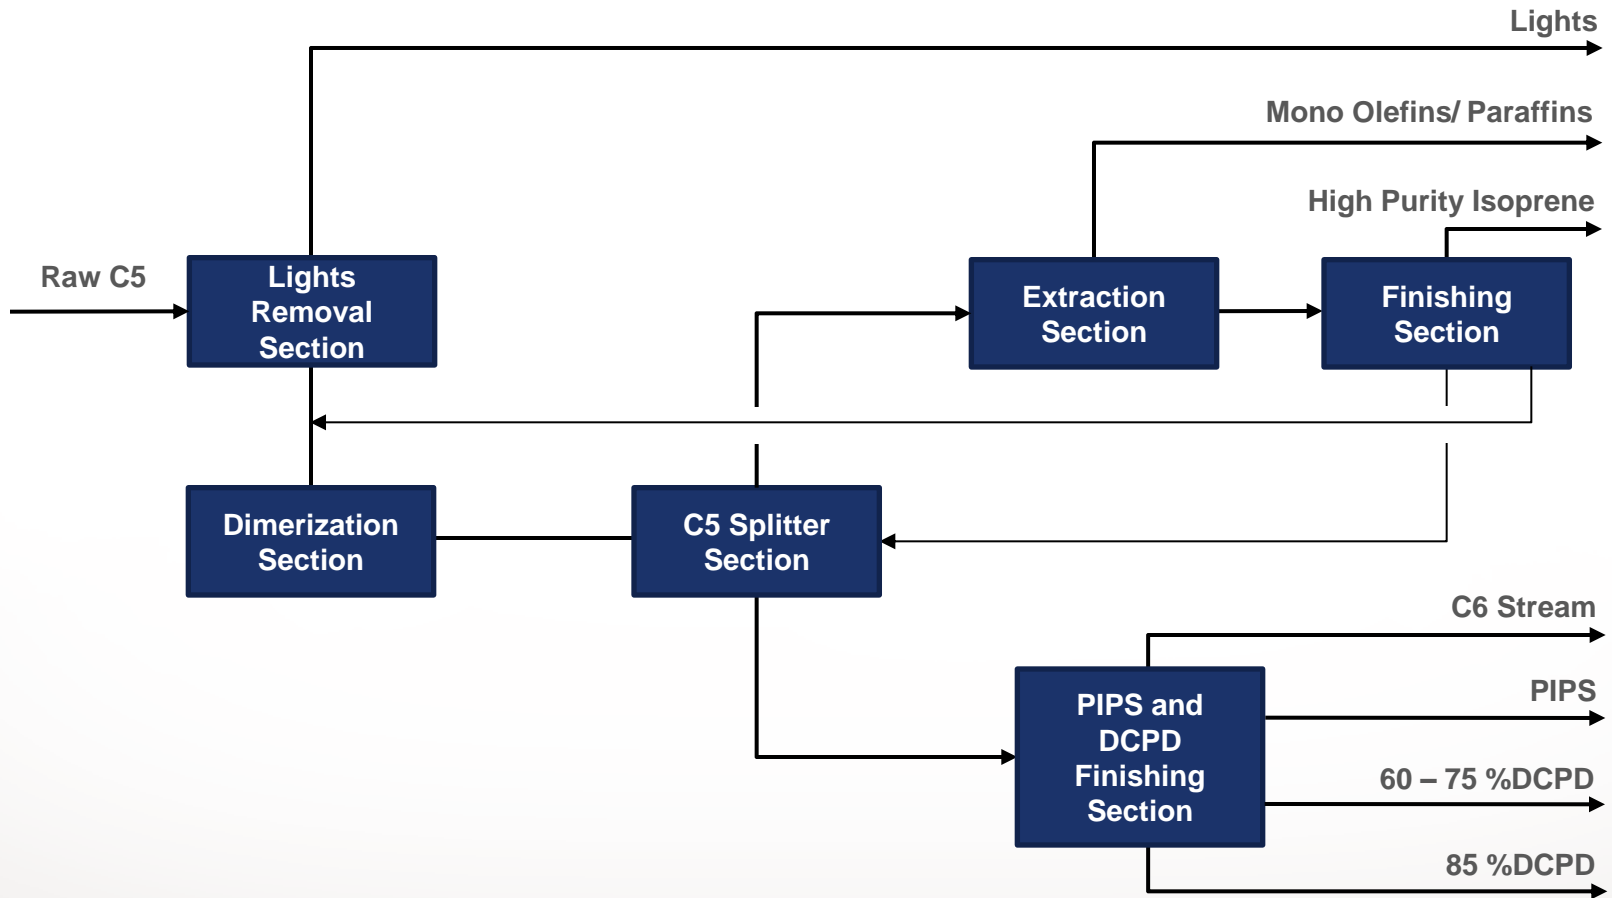 Lights
Mono Olefins/ Paraffins
High Purity Isoprene
Raw C5
Lights
Removal
Section
Extraction
Section
Finishing
Section
Dimerization
Section
C5 Splitter
Section
C6 Stream
PIPS
PIPS and
DCPD
Finishing
Section
60 – 75 %DCPD
85 %DCPD